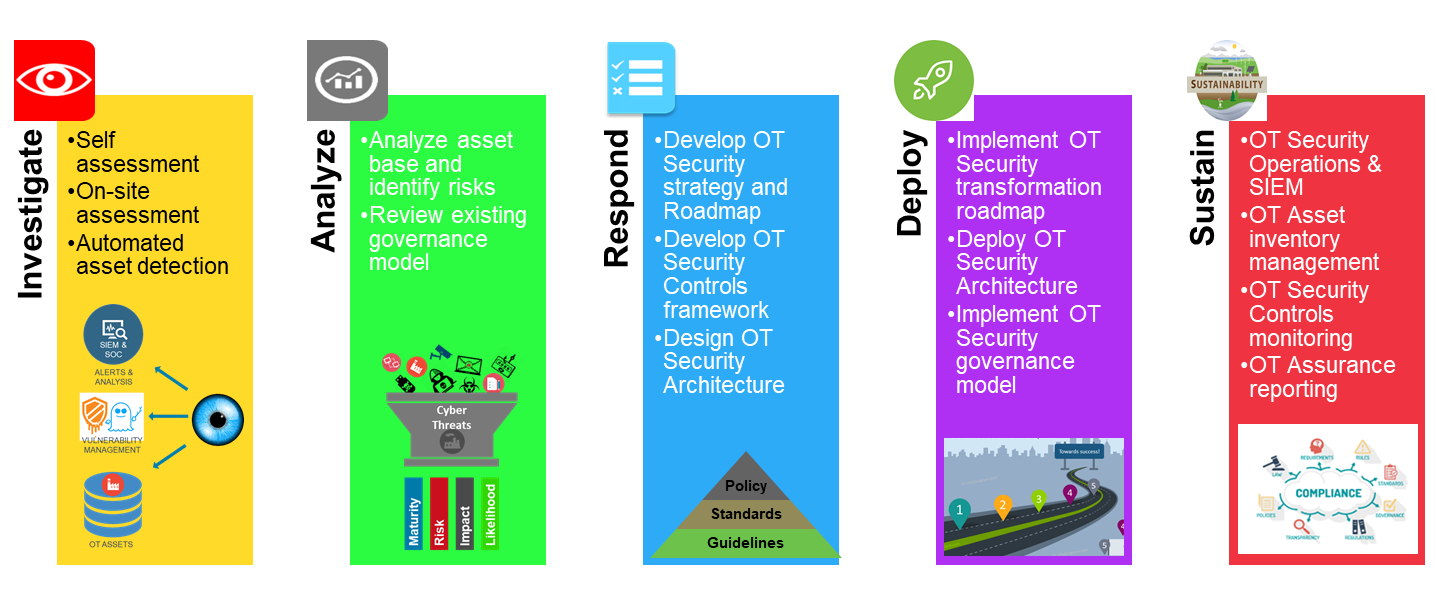 Investigate
•Self
assessment
•On-site
assessment
•Automated
asset detection
SIEM &
SOC
ALERTS &
ANALYSIS
VULNERABILITY
MANAGEMENT
OT ASSETS
Analyze
•Analyze asset
base and
identify risks
•Review existing
governance
model
Cyber
Threats
Maturity
Risk
Impact
Likelihood
Respond
•Develop OT
Security
strategy and
Roadmap
•Develop OT
Security
Controls
framework
•Design OT
Security
Architecture
Policy
Standards
Guidelines
Deploy
•Implement OT
Security
transformation
roadmap
•Deploy OT
Security
Architecture
•Implement OT
Security
governance
model
Towards success!
1
2
3
4
5
4
5
SUSTAINABILITY
Sustain
•OT Security
Operations &
SIEM
•OT Asset
inventory
management
•OT Security
Controls
monitoring
•OT Assurance
reporting
REQUIREMENTS
RULES
LAW
STANDARDS
COMPLIANCE
POLICIES
GOVERNANCE
TRANSPARENCY
REGULATIONS